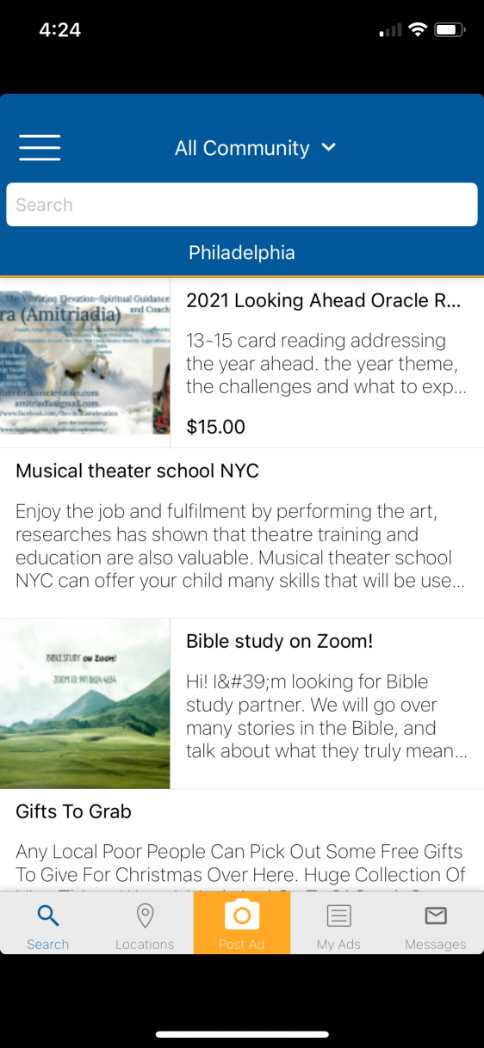 4:24
All Community
Search
Philadelphia
The Vibration Elevation-Spiritual Guidance
and Coach
ra (Amitriadia)
2021 Looking Ahead Oracle R...
13-15 card reading addressing
the year ahead. the year theme,
the challenges and what to exp...
$15.00
Musical theater school NYC
Enjoy the job and fulfilment by performing the art,
researches has shown that theatre training and
education are also valuable. Musical theater school
NYC can offer your child many skills that will be use...
BIBLE STUDY on Zoom!
ZOOM ID:
Bible study on Zoom!
Hi! I&#39;m looking for Bible
study partner. We will go over
many stories in the Bible, and
talk about what they truly mean...
Gifts To Grab
Any Local Poor People Can Pick Out Some Free Gifts
To Give For Christmas Over Here. Huge Collection Of
Search
Locations
Post Ad
My Ads
Messages